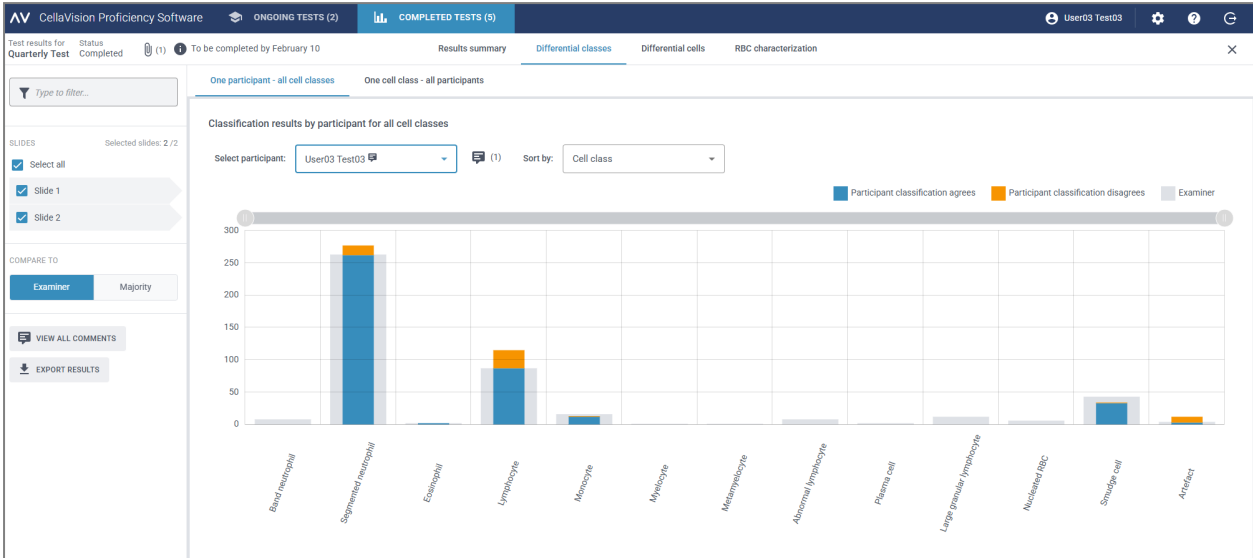 CellaVision Proficiency Software
ONGOING TESTS (2)
COMPLETED TESTS (5)
User03 Test03
Test results for
Quarterly Test
Status
Completed
(1)
To be completed by February 10
Results summary
Differential classes
Differential cells
RBC characterization
Type to filter...
SLIDES
Selected slides: 2 /2
Select all
Slide 1
Slide 2
COMPARE TO
Examiner
Majority
VIEW ALL COMMENTS
EXPORT RESULTS
One participant - all cell classes
One cell class - all participants
Classification results by participant for all cell classes
Select participant:
User03 Test03
(1)
Sort by:
Cell class
Participant classification agrees
Participant classification disagrees
Examiner
300
250
200
150
100
50
0
Band neutrophil
Segmented neutrophil
Eosinophil
Lymphocyte
Monocyte
Myelocyte
Metamyelocyte
Abnormal lymphocyte
Plasma cell
Large granular lymphocyte
Nucleated RBC
Smudge cell
Artefact